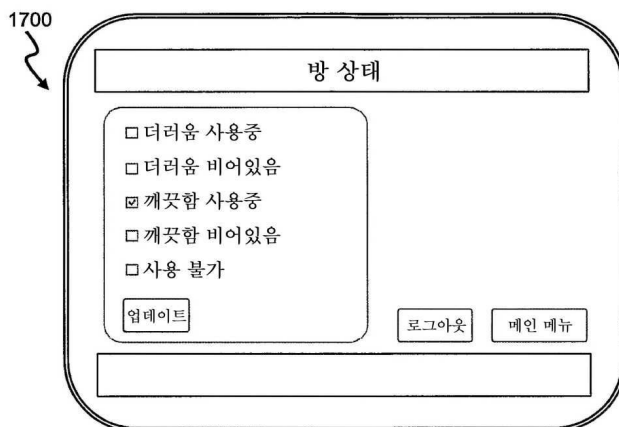 1700
방 상태
더러움 사용중
더러움 비어있음
깨끗함 사용중
깨끗함 비어있음
사용 불가
업데이트
로그아웃 메인 메뉴